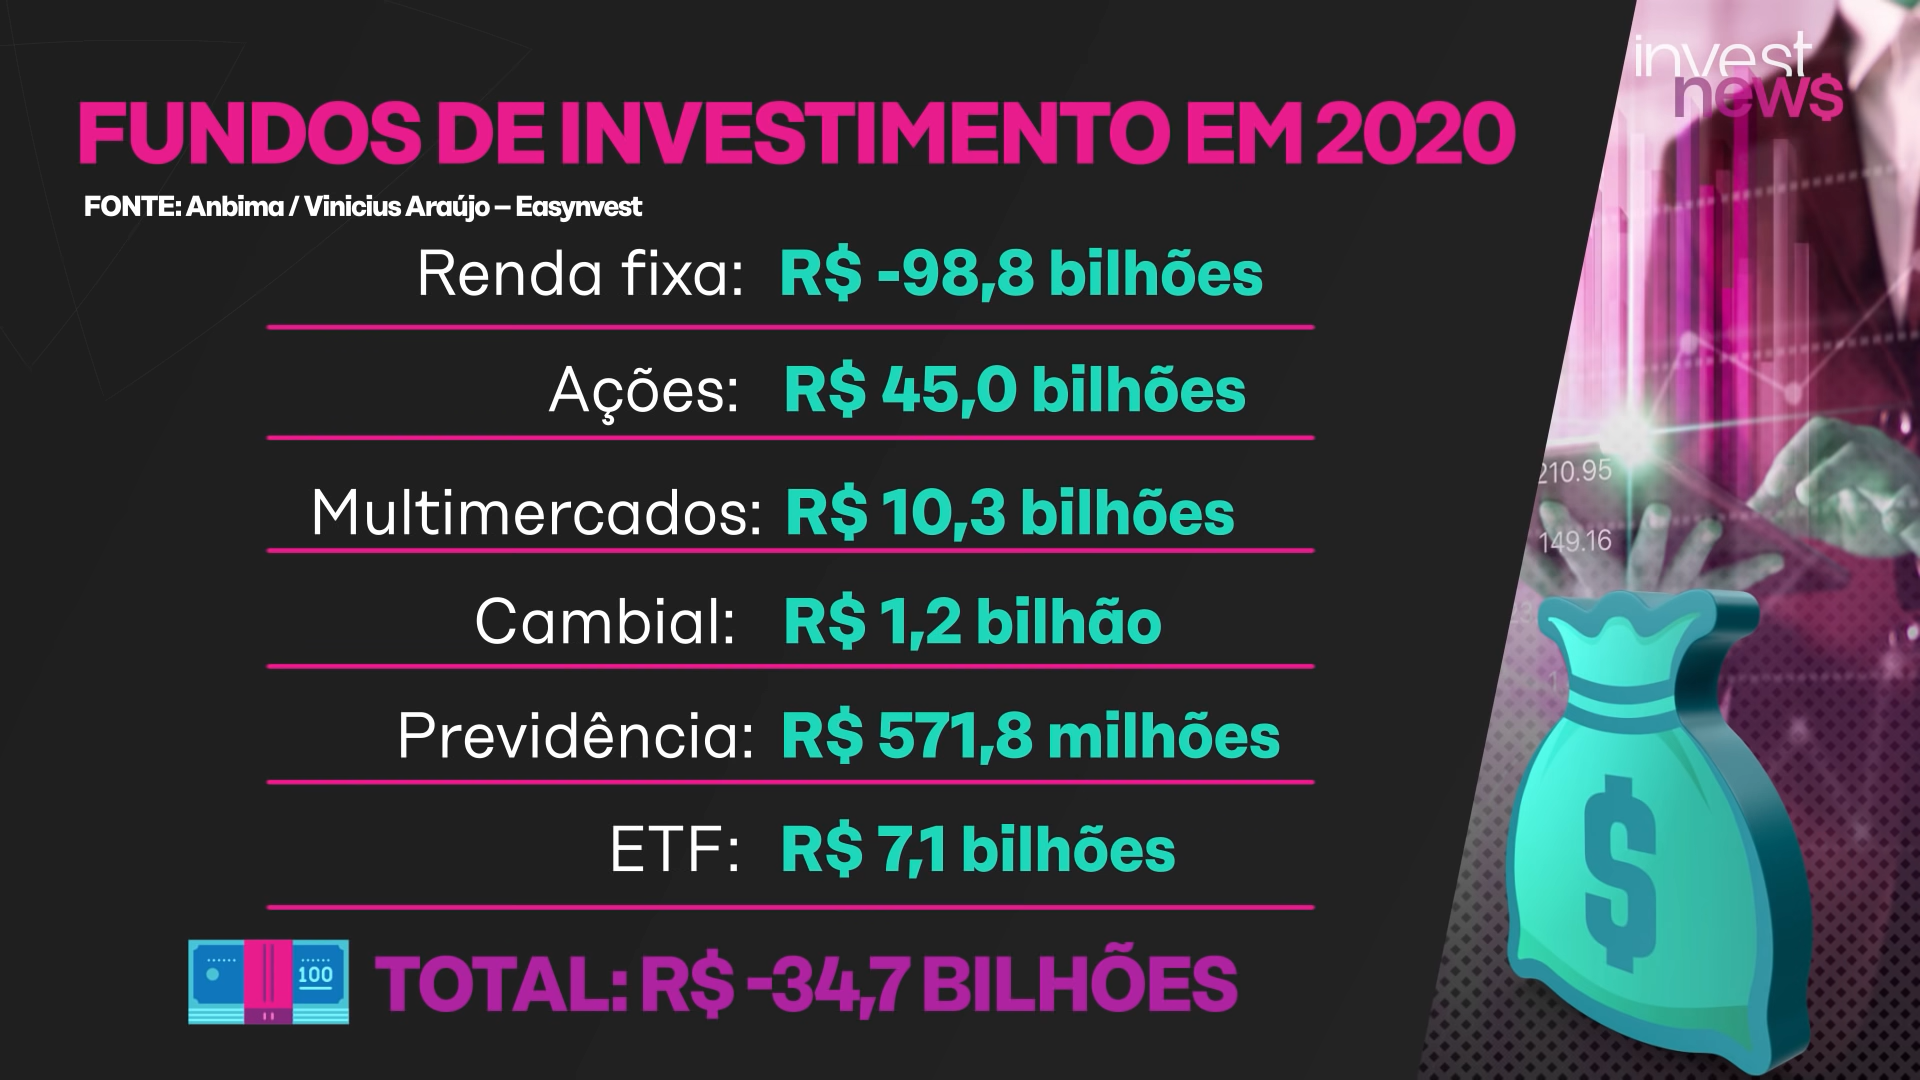 invest
new$
FUNDOS DE INVESTIMENTO EM 2020
FONTE: Anbima / Vinicius Araújo – Easynvest
Renda fixa: R$ -98,8 bilhões
Ações: R$ 45,0 bilhões
Multimercados: R$ 10,3 bilhões
Cambial: R$ 1,2 bilhão
Previdência: R$ 571,8 milhões
ETF: R$ 7,1 bilhões
TOTAL: R$ -34,7 BILHÕES
100
210.95
149.16
$